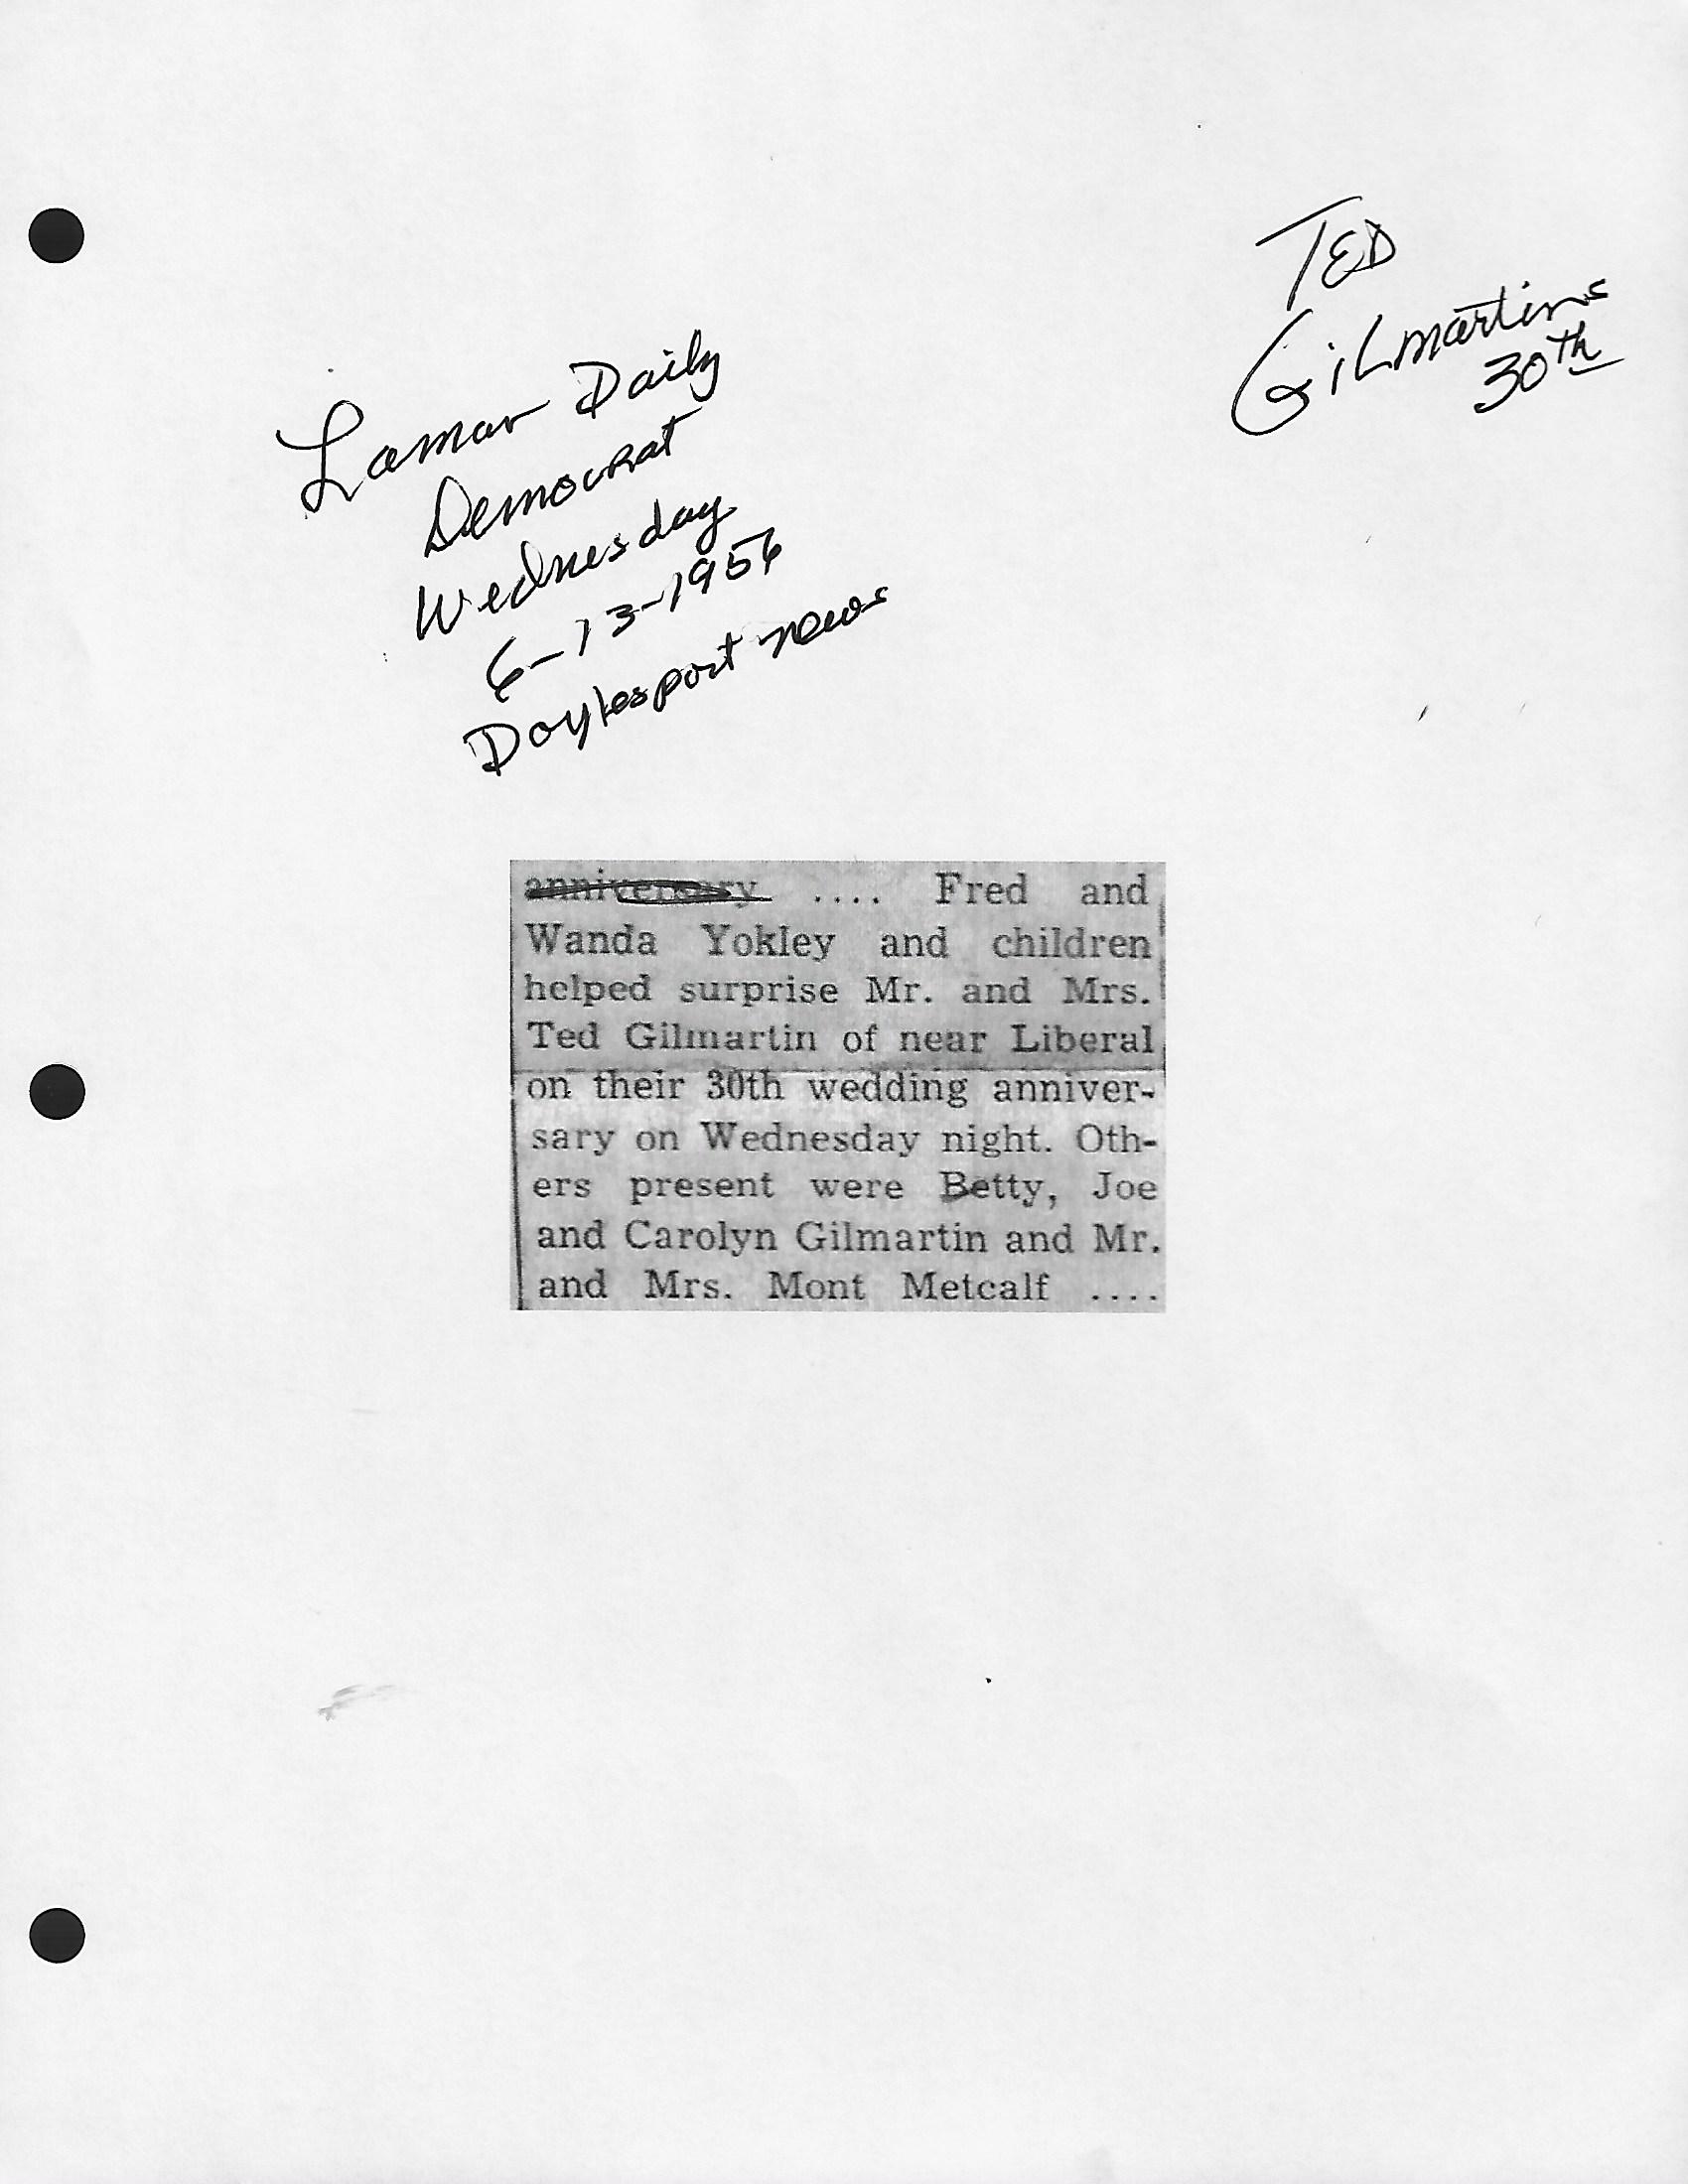 TED
Gilmartins
30th
Lamar Daily
Democrat
Wednesday
6-13-1956
Doylesport news
anniversary .... Fred and
Wanda Yokley and children
helped surprise Mr. and Mrs.
Ted Gilmartin of near Liberal
on their 30th wedding anniver-
sary on Wednesday night. Oth-
ers present were Betty, Joe
and Carolyn Gilmartin and Mr.
and Mrs. Mont Metcalf ....